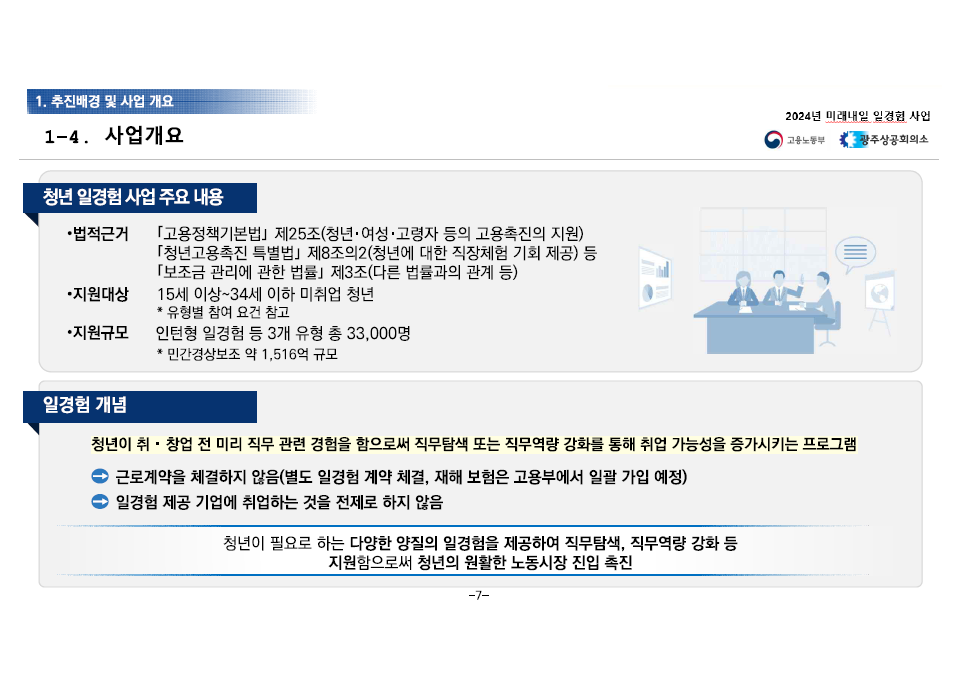 1. 추진배경 및 사업 개요
1-4. 사업개요
2024년 미래내일 일경험 사업
고용노동부 광주상공회의소
청년 일경험 사업 주요 내용
•법적근거 「고용정책기본법」 제25조(청년·여성·고령자 등의 고용촉진의 지원)
「청년고용촉진 특별법」 제8조의2(청년에 대한 직장체험 기회 제공) 등
「보조금 관리에 관한 법률」 제3조(다른 법률과의 관계 등)
•지원대상 15세 이상~34세 이하 미취업 청년
* 유형별 참여 요건 참고
•지원규모 인턴형 일경험 등 3개 유형 총 33,000명
* 민간경상보조 약 1,516억 규모
일경험 개념
청년이 취· 창업 전 미리 직무 관련 경험을 함으로써 직무탐색 또는 직무역량 강화를 통해 취업 가능성을 증가시키는 프로그램
근로계약을 체결하지 않음(별도 일경험 계약 체결, 재해 보험은 고용부에서 일괄 가입 예정)
일경험 제공 기업에 취업하는 것을 전제로 하지 않음
청년이 필요로 하는 다양한 양질의 일경험을 제공하여 직무탐색, 직무역량 강화 등
지원함으로써 청년의 원활한 노동시장 진입 촉진
-7-